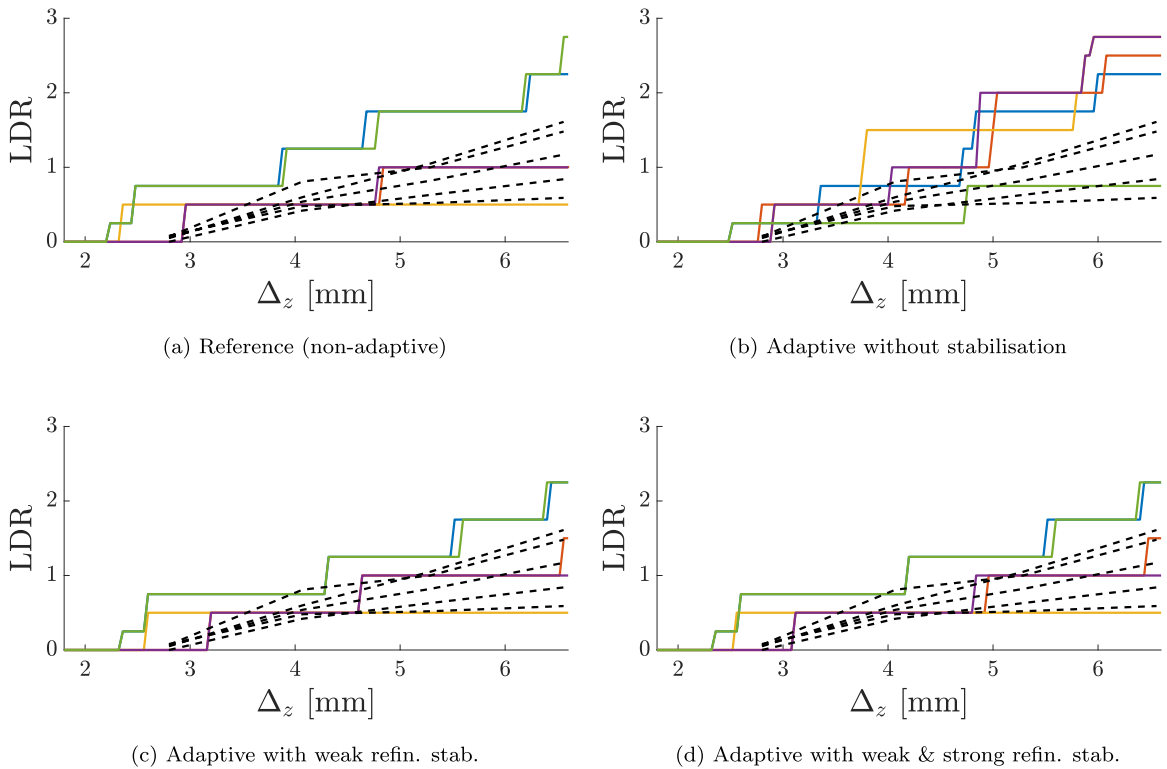 3
2
1
0
LDR
2 3 4 5 6
Δz [mm]
(a) Reference (non-adaptive)
3
2
1
0
LDR
2 3 4 5 6
Δz [mm]
(b) Adaptive without stabilisation
3
2
1
0
LDR
2 3 4 5 6
Δz [mm]
(c) Adaptive with weak refin. stab.
3
2
1
0
LDR
2 3 4 5 6
Δz [mm]
(d) Adaptive with weak & strong refin. stab.